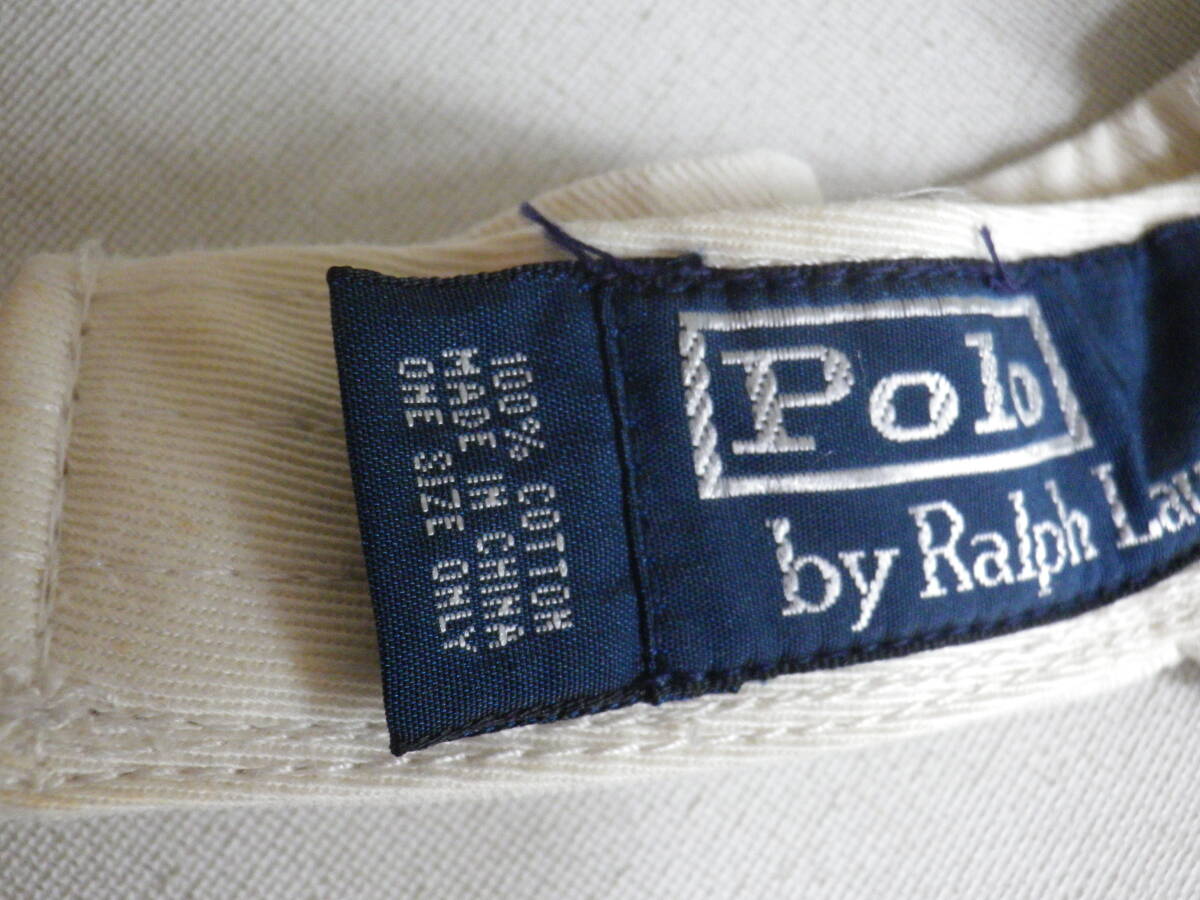 100% COTTON
MADE IN CHINA
ONE SIZE ONLY
Polo
by Ralph